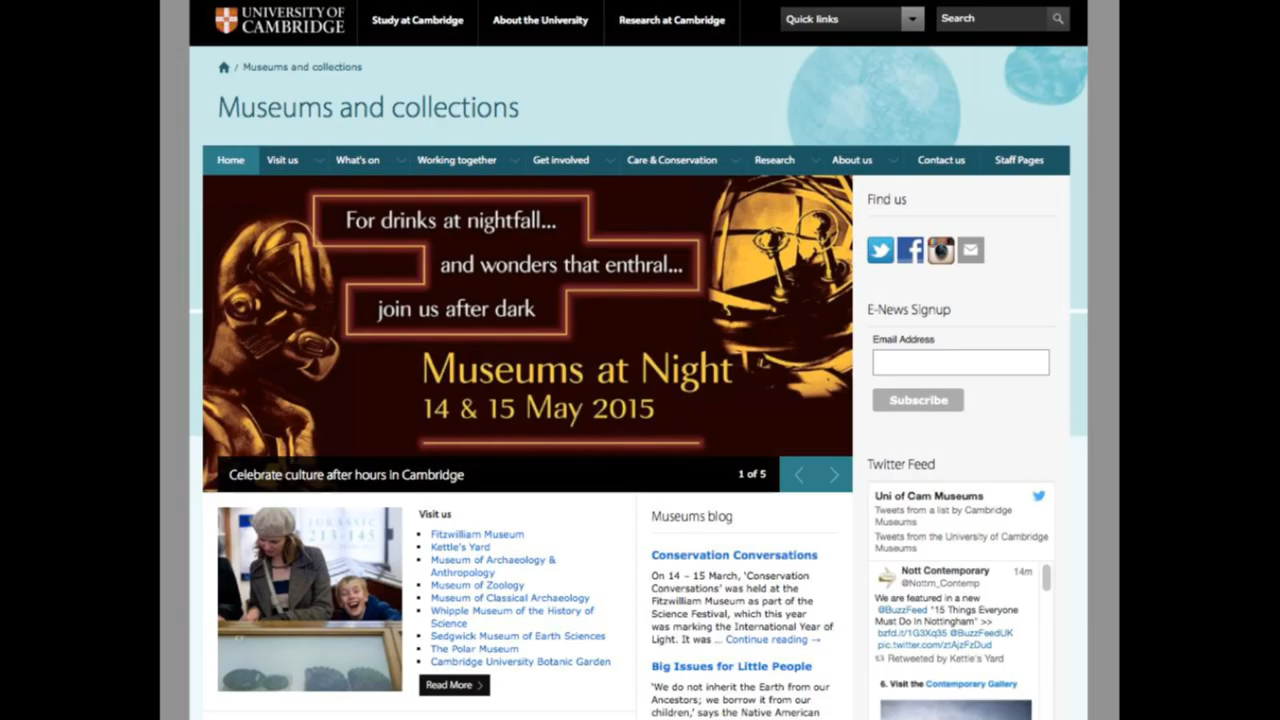 UNIVERSITY OF
CAMBRIDGE
Study at Cambridge
About the University
Research at Cambridge
Quick links
Search
/ Museums and collections
Museums and collections
Home
Visit us
What's on
Working together
Get involved
Care & Conservation
Research
About us
Contact us
Staff Pages
For drinks at nightfall...
and wonders that enthral...
join us after dark
Museums at Night
14 & 15 May 2015
Celebrate culture after hours in Cambridge
1 of 5
JURASSIC
213-145
Visit us
Fitzwilliam Museum
Kettle's Yard
Museum of Archaeology &
Anthropology
Museum of Zoology
Museum of Classical Archaeology
Whipple Museum of the History of
Science
Sedgwick Museum of Earth Sciences
The Polar Museum
Cambridge University Botanic Garden
Read More
Museums blog
Conservation Conversations
On 14 – 15 March, 'Conservation
Conversations' was held at the
Fitzwilliam Museum as part of the
Science Festival, which this year
was marking the International Year of
Light. It was ... Continue reading →
Big Issues for Little People
'We do not inherit the Earth from our
Ancestors; we borrow it from our
children,' says the Native American
Find us
E-News Signup
Email Address
Subscribe
Twitter Feed
Uni of Cam Museums
Tweets from a list by Cambridge
Museums
Tweets from the University of Cambridge
Museums
Nott Contemporary 14m
@Nottm_Contemp
We are featured in a new
@BuzzFeed "15 Things Everyone
Must Do In Nottingham" >>
bzfd.it/1G3Xq35 @BuzzFeedUK
pic.twitter.com/ztAjzFzDud
Retweeted by Kettle's Yard
6. Visit the Contemporary Gallery